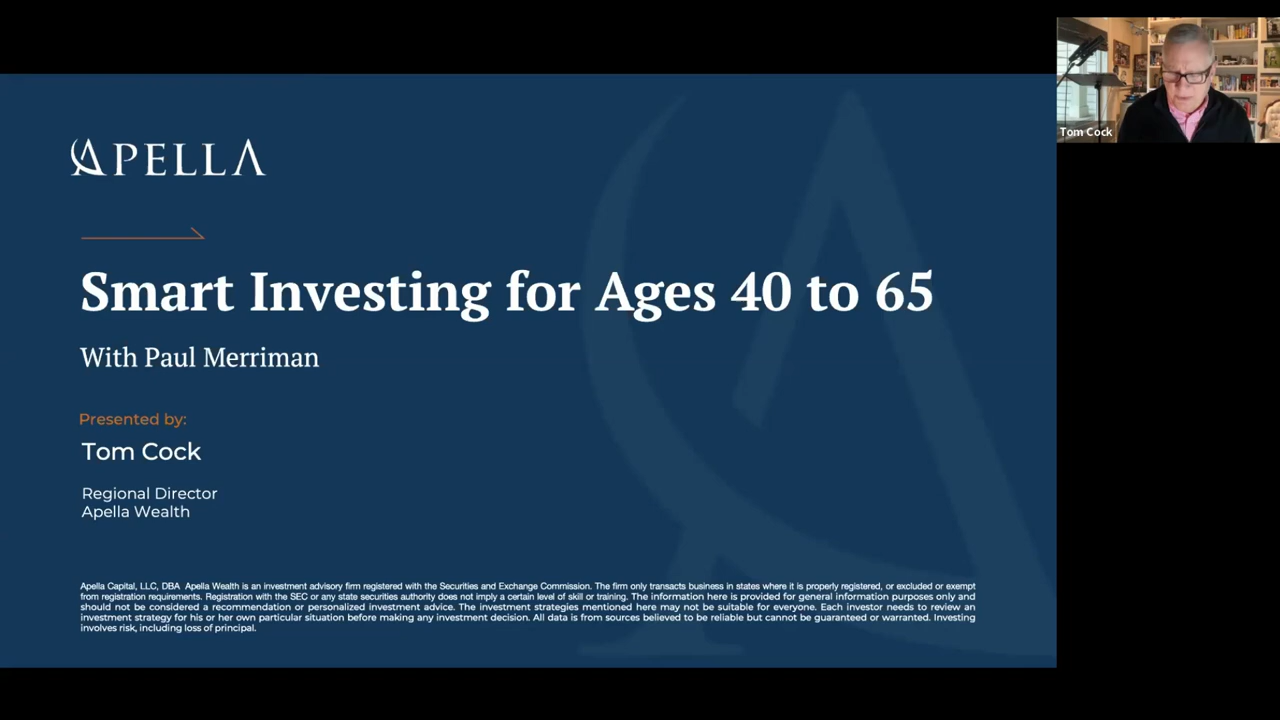 APELLA
Smart Investing for Ages 40 to 65
With Paul Merriman
Presented by:
Tom Cock
Regional Director
Apella Wealth
Apella Capital, LLC, DBA Apella Wealth is an investment advisory firm registered with the Securities and Exchange Commission. The firm only transacts business in states where it is properly registered, or excluded or exempt
from registration requirements. Registration with the SEC or any state securities authority does not imply a certain level of skill or training. The information here is provided for general information purposes only and
should not be considered a recommendation or personalized investment advice. The investment strategies mentioned here may not be suitable for everyone. Each investor needs to review an
investment strategy for his or her own particular situation before making any investment decision. All data is from sources believed to be reliable but cannot be guaranteed or warranted. Investing
involves risk, including loss of principal.
Tom Cock